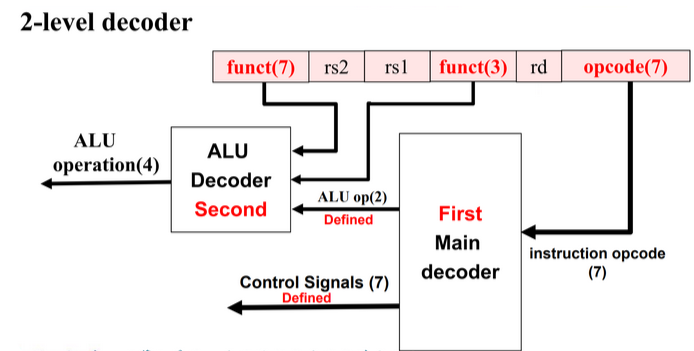 2-level decoder
funct(7) rs2 rs1 funct(3) rd opcode(7)
ALU
operation(4)
ALU
Decoder
Second
ALU op(2)
Defined
First
Main
decoder
instruction opcode
(7)
Control Signals (7)
Defined